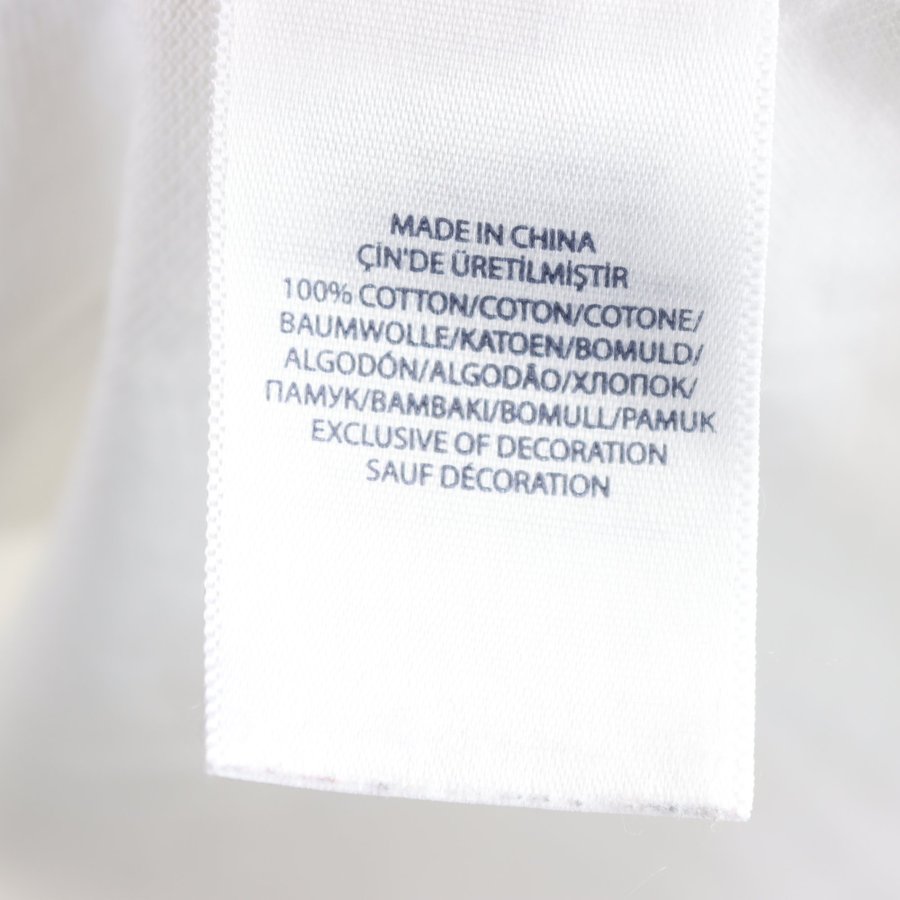 MADE IN CHINA
ÇİN'DE ÜRETİLMİŞTİR
100% COTTON/COTON/COTONE/
BAUMWOLLE/KATOEN/BOMULD/
ALGODÓN/ALGODÃO/ХЛОПОК/
ПАМУК/BAMBAKI/BOMULL/PAMUK
EXCLUSIVE OF DECORATION
SAUF DÉCORATION